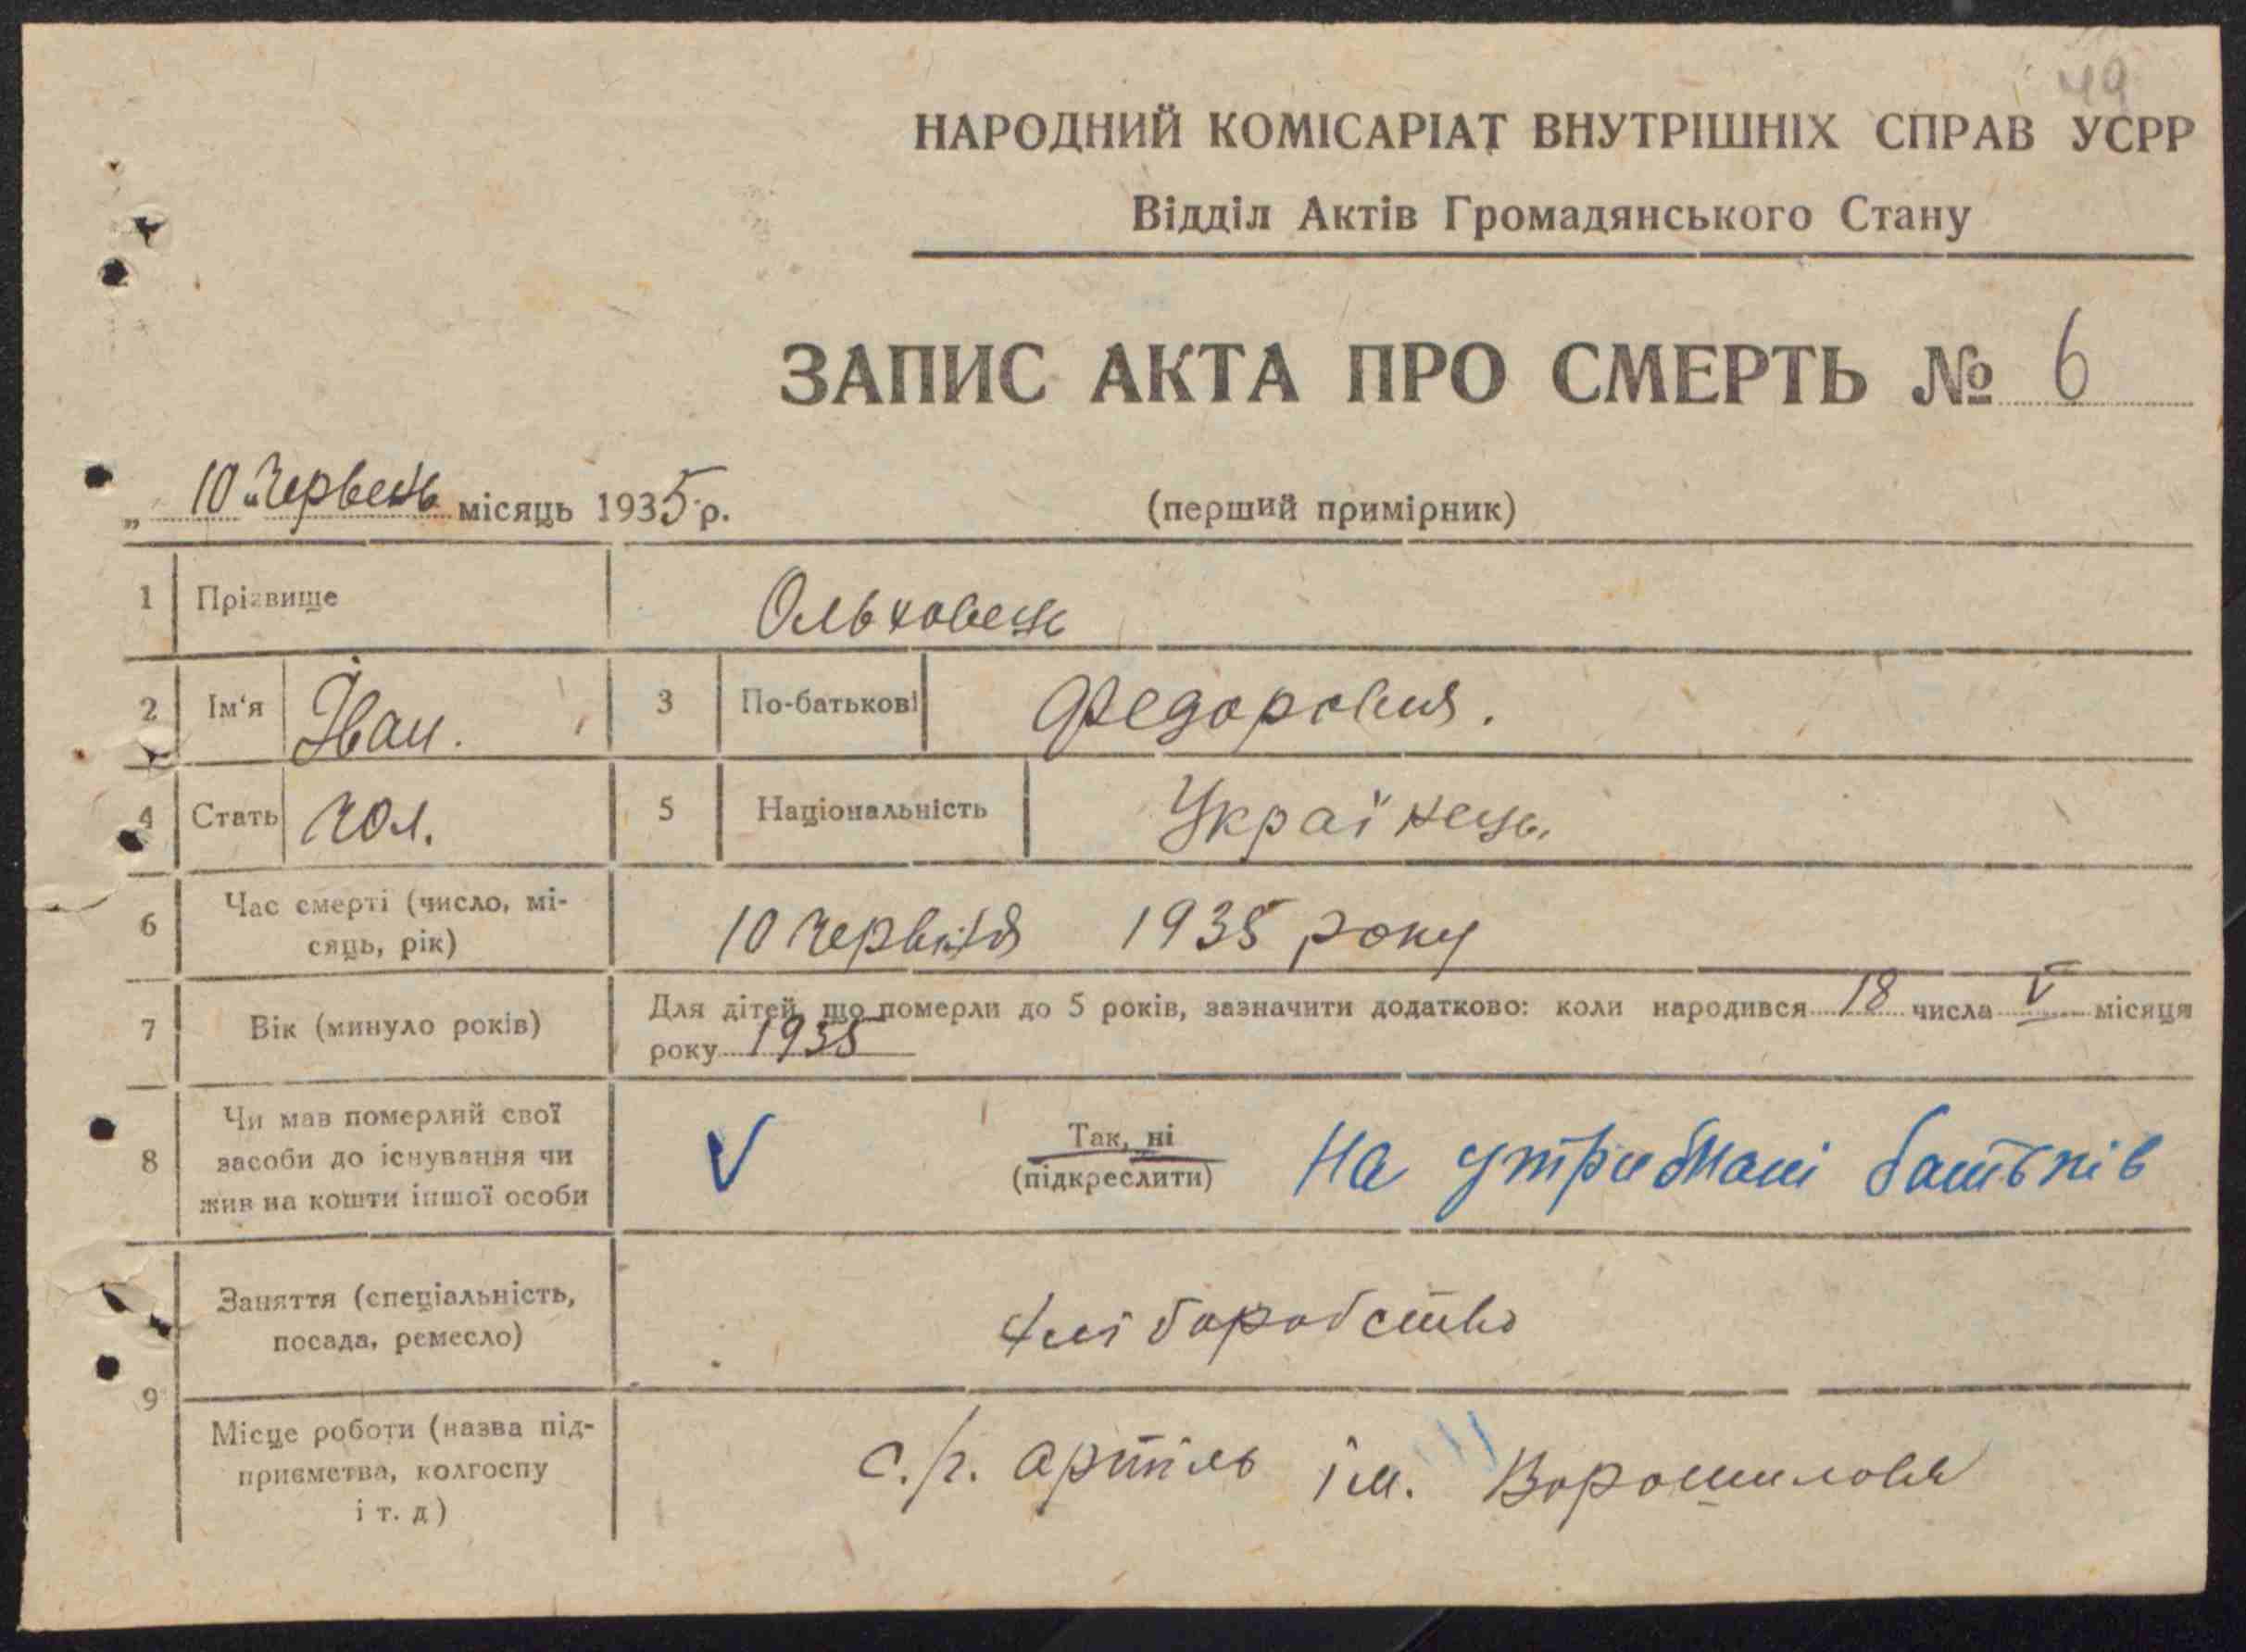 49
НАРОДНИЙ КОМІСАРІАТ ВНУТРІШНІХ СПРАВ УСРР
Відділ Актів Громадянського Стану
ЗАПИС АКТА ПРО СМЕРТЬ № 6
„ 10 “ Червень місяць 1935 р. (перший примірник)
1 Прізвище Ольховець
2 Ім‘я Іван. 3 По-батькові Федорович.
4 Стать Чол. 5 Національність Українець.
6 Час смерті (число, мі-
сяць, рік) 10 червня 1935 року
7 Вік (минуло років) Для дітей, що померли до 5 років, зазначити додатково: коли народився 18 числа V місяця
року 1935
8 Чи мав померлий свої
засоби до існування чи
жив на кошти іншої особи V Так, ні
(підкреслити) На утримані батьків
9 Заняття (спеціальність,
посада, ремесло) хліборобство
Місце роботи (назва під-
приємства, колгоспу
і т. д) с.г. артіль ім. Ворошилова